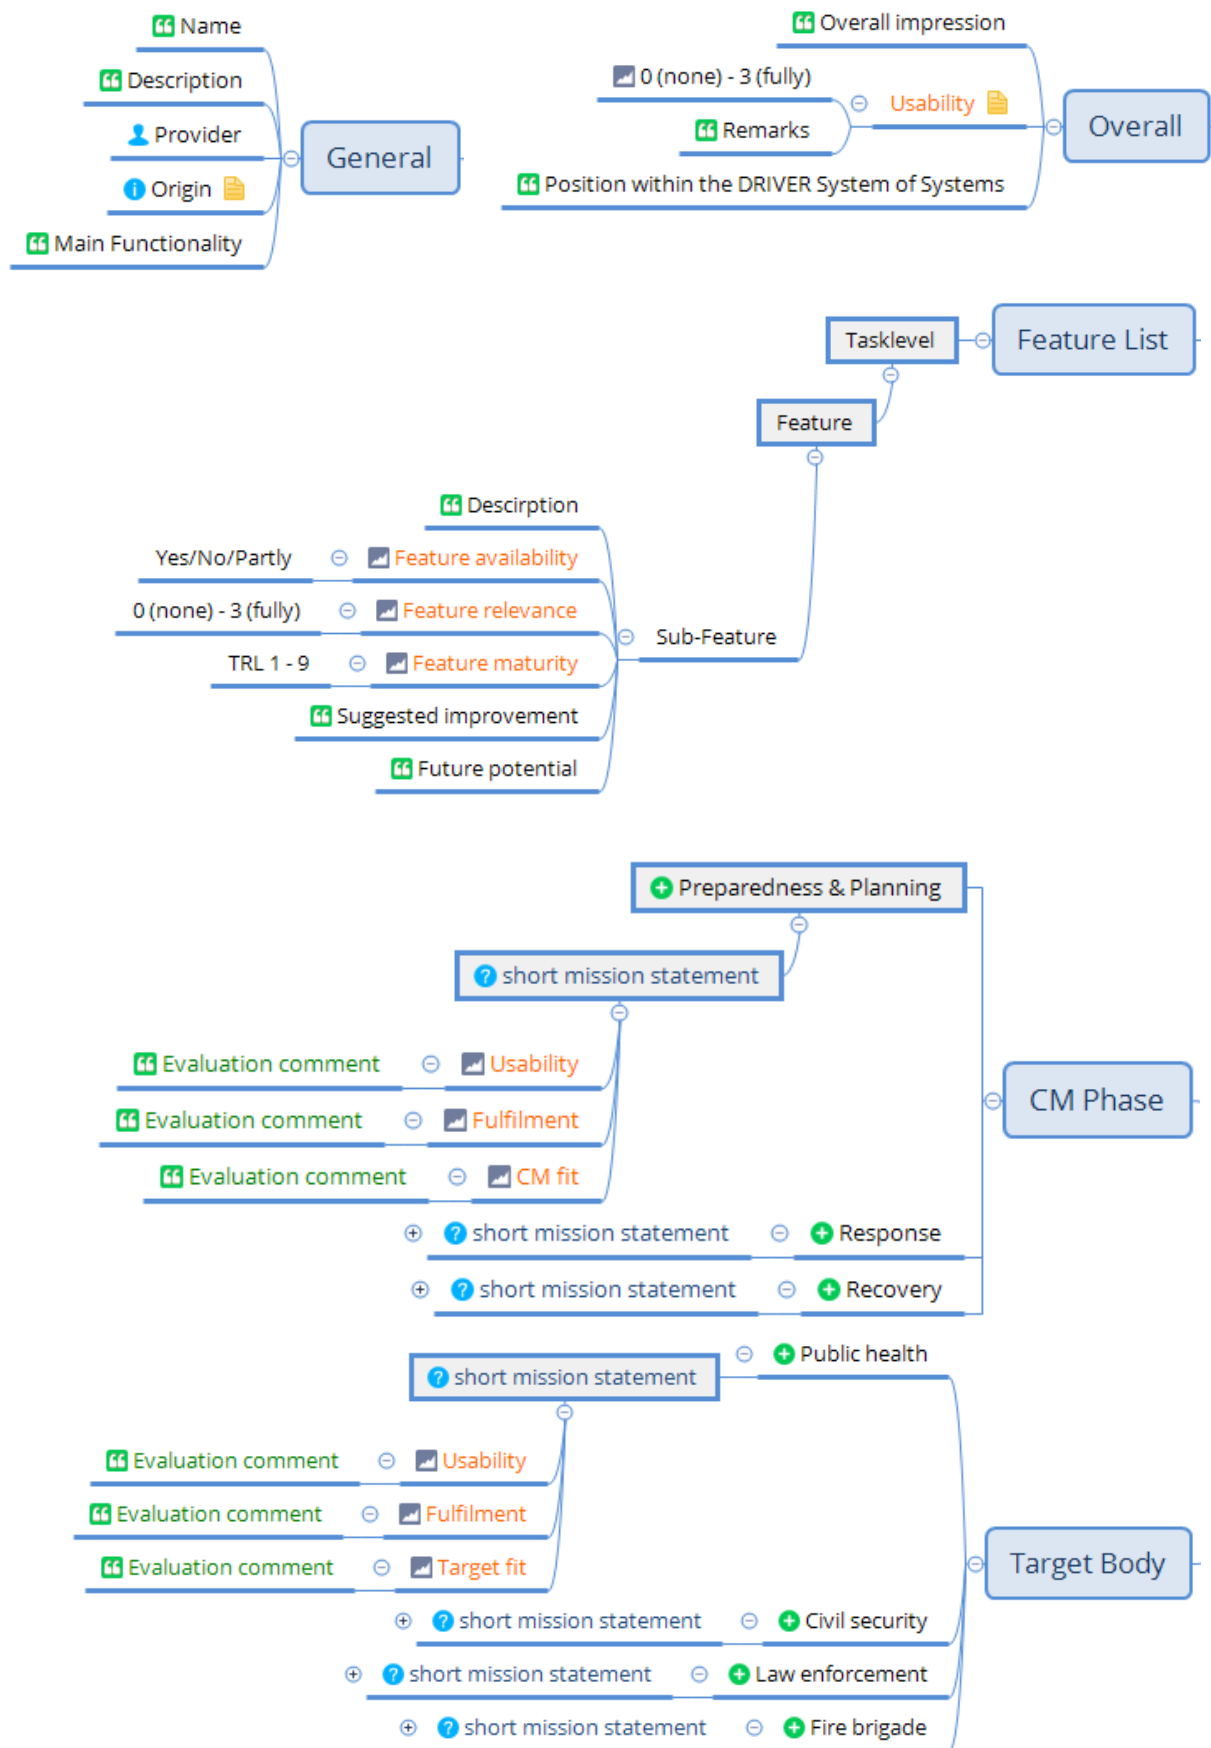 Name
Description
Provider
Origin
Main Functionality
General
Overall impression
0 (none) - 3 (fully)
Usability
Remarks
Position within the DRIVER System of Systems
Overall
Tasklevel
Feature List
Feature
Descirption
Yes/No/Partly
Feature availability
0 (none) - 3 (fully)
Feature relevance
Sub-Feature
TRL 1 - 9
Feature maturity
Suggested improvement
Future potential
Preparedness & Planning
short mission statement
Evaluation comment
Usability
Evaluation comment
Fulfilment
CM Phase
Evaluation comment
CM fit
short mission statement
Response
short mission statement
Recovery
Public health
short mission statement
Evaluation comment
Usability
Evaluation comment
Fulfilment
Evaluation comment
Target fit
Target Body
short mission statement
Civil security
short mission statement
Law enforcement
short mission statement
Fire brigade